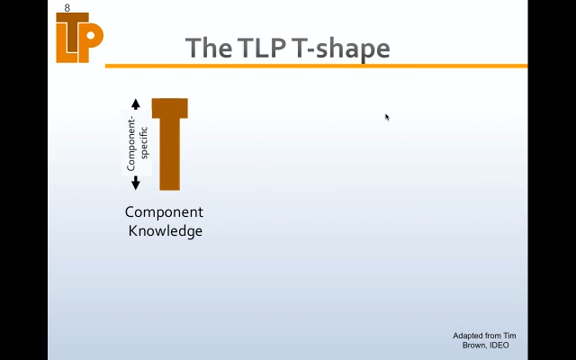 8
TLP
The TLP T-shape
Component-
specific
Component
Knowledge
Adapted from Tim
Brown, IDEO